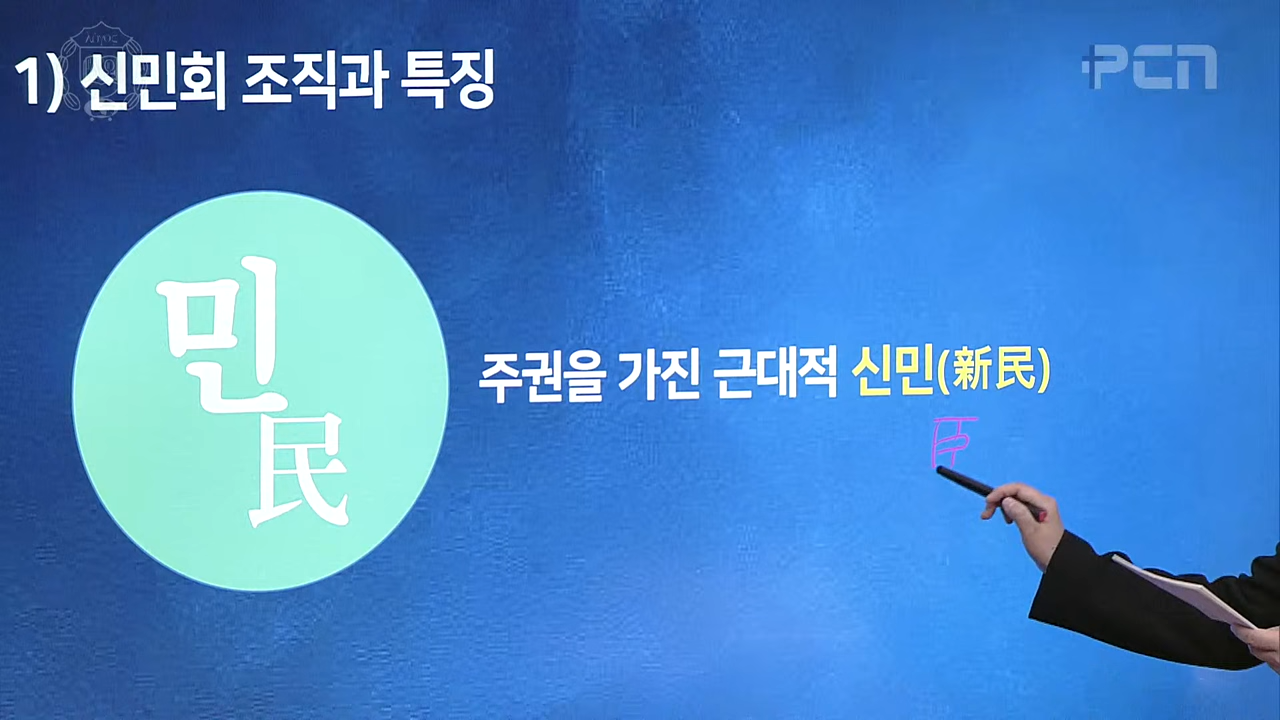 1) 신민회 조직과 특징
PCN
민
民
주권을 가진 근대적 신민(新民)
臣